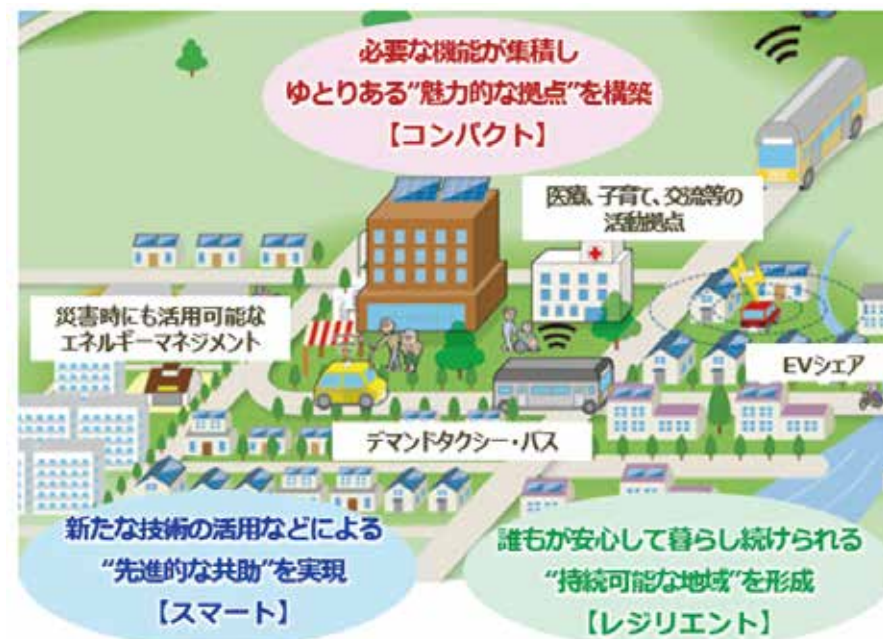 必要な機能が集積し
ゆとりある“魅力的な拠点”を構築
【コンパクト】
医療、子育て、交流等の
活動拠点
災害時にも活用可能な
エネルギーマネジメント
EVシェア
デマンドタクシー・バス
新たな技術の活用などによる
“先進的な共助”を実現
【スマート】
誰もが安心して暮らし続けられる
“持続可能な地域”を形成
【レジリエント】